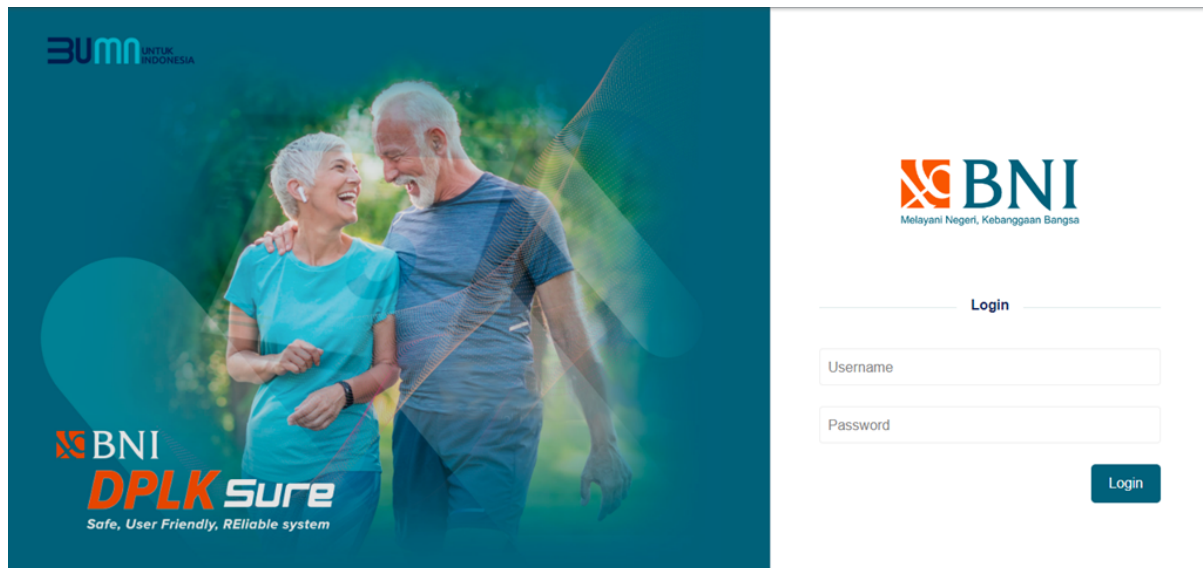 BUMN UNTUK
INDONESIA
BNI
DPLK Sure
Safe, User Friendly, REliable system
BNI
Melayani Negeri, Kebanggaan Bangsa
Login
Username
Password
Login